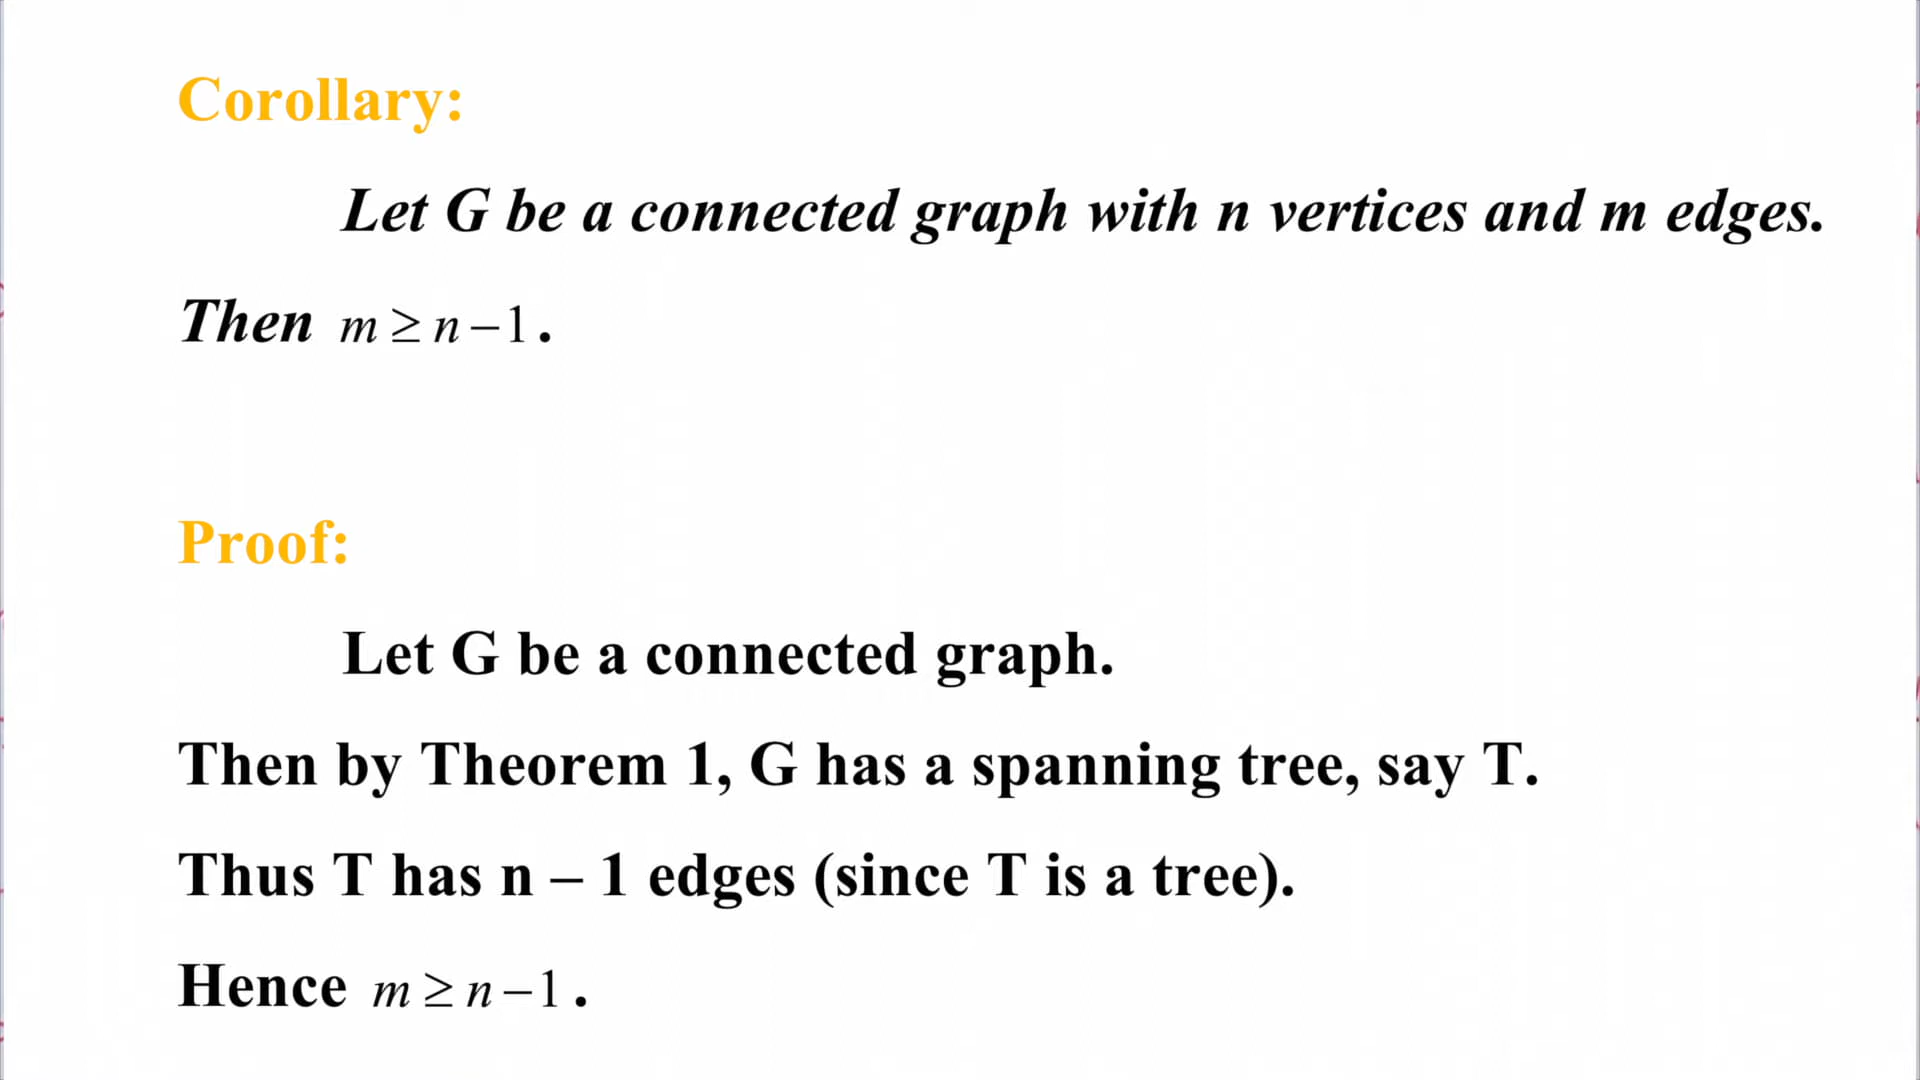 Corollary:
Let G be a connected graph with n vertices and m edges.
Then m ≥ n – 1.
Proof:
Let G be a connected graph.
Then by Theorem 1, G has a spanning tree, say T.
Thus T has n – 1 edges (since T is a tree).
Hence m ≥ n – 1.